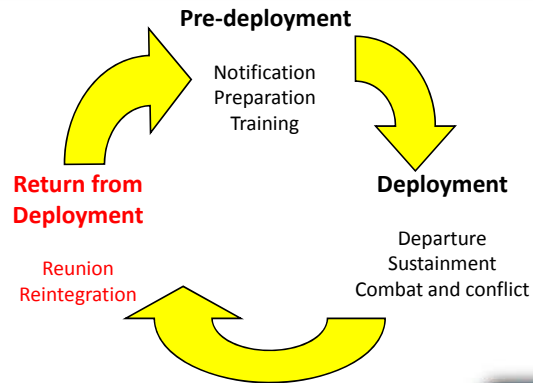 Pre-deployment
Notification
Preparation
Training
Deployment
Departure
Sustainment
Combat and conflict
Return from
Deployment
Reunion
Reintegration